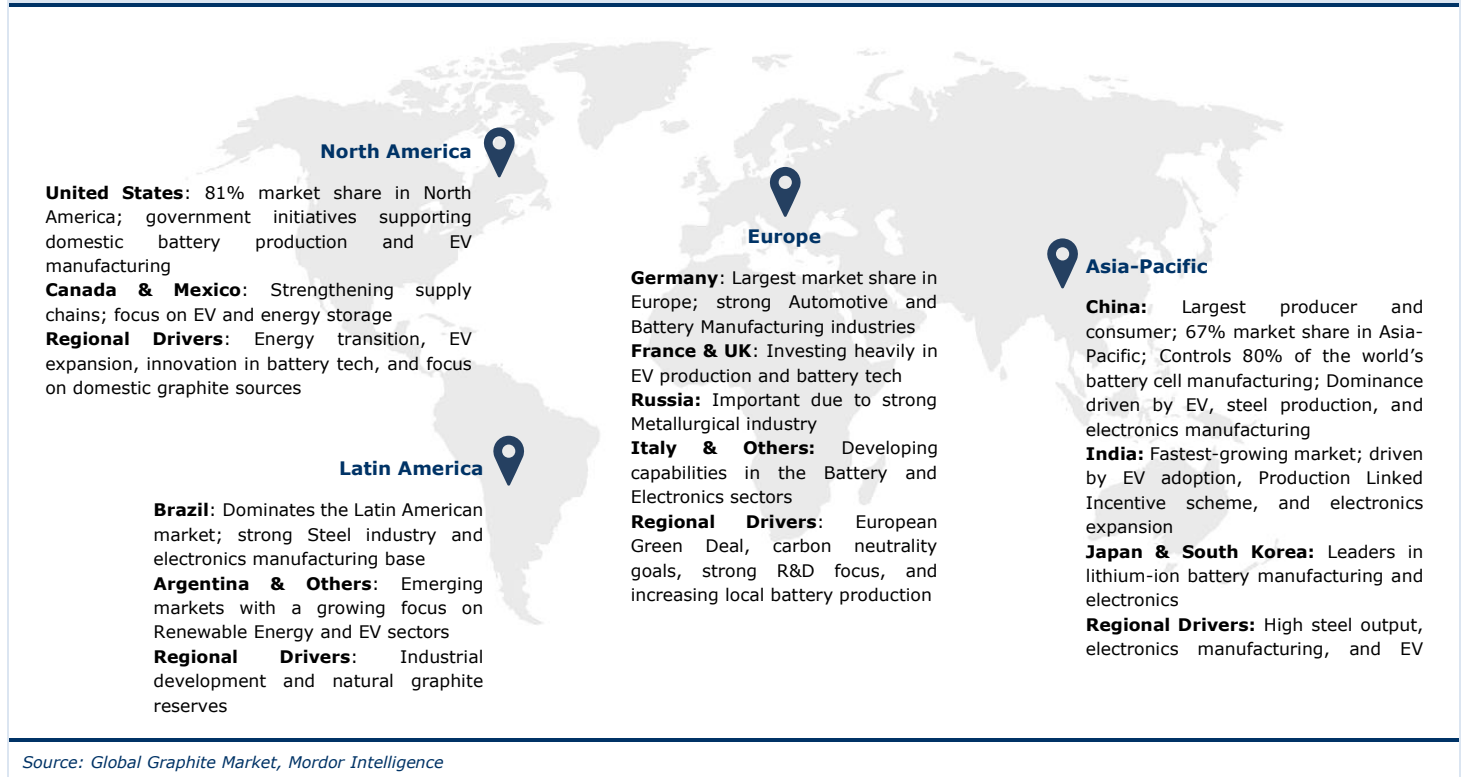 North America
United States: 81% market share in North
America; government initiatives supporting
domestic battery production and EV
manufacturing
Canada & Mexico: Strengthening supply
chains; focus on EV and energy storage
Regional Drivers: Energy transition, EV
expansion, innovation in battery tech, and focus
on domestic graphite sources
Latin America
Brazil: Dominates the Latin American
market; strong Steel industry and
electronics manufacturing base
Argentina & Others: Emerging
markets with a growing focus on
Renewable Energy and EV sectors
Regional Drivers: Industrial
development and natural graphite
reserves
Europe
Germany: Largest market share in
Europe; strong Automotive and
Battery Manufacturing industries
France & UK: Investing heavily in
EV production and battery tech
Russia: Important due to strong
Metallurgical industry
Italy & Others: Developing
capabilities in the Battery and
Electronics sectors
Regional Drivers: European
Green Deal, carbon neutrality
goals, strong R&D focus, and
increasing local battery production
Asia-Pacific
China: Largest producer and
consumer; 67% market share in Asia-
Pacific; Controls 80% of the world's
battery cell manufacturing; Dominance
driven by EV, steel production, and
electronics manufacturing
India: Fastest-growing market; driven
by EV adoption, Production Linked
Incentive scheme, and electronics
expansion
Japan & South Korea: Leaders in
lithium-ion battery manufacturing and
electronics
Regional Drivers: High steel output,
electronics manufacturing, and EV
Source: Global Graphite Market, Mordor Intelligence